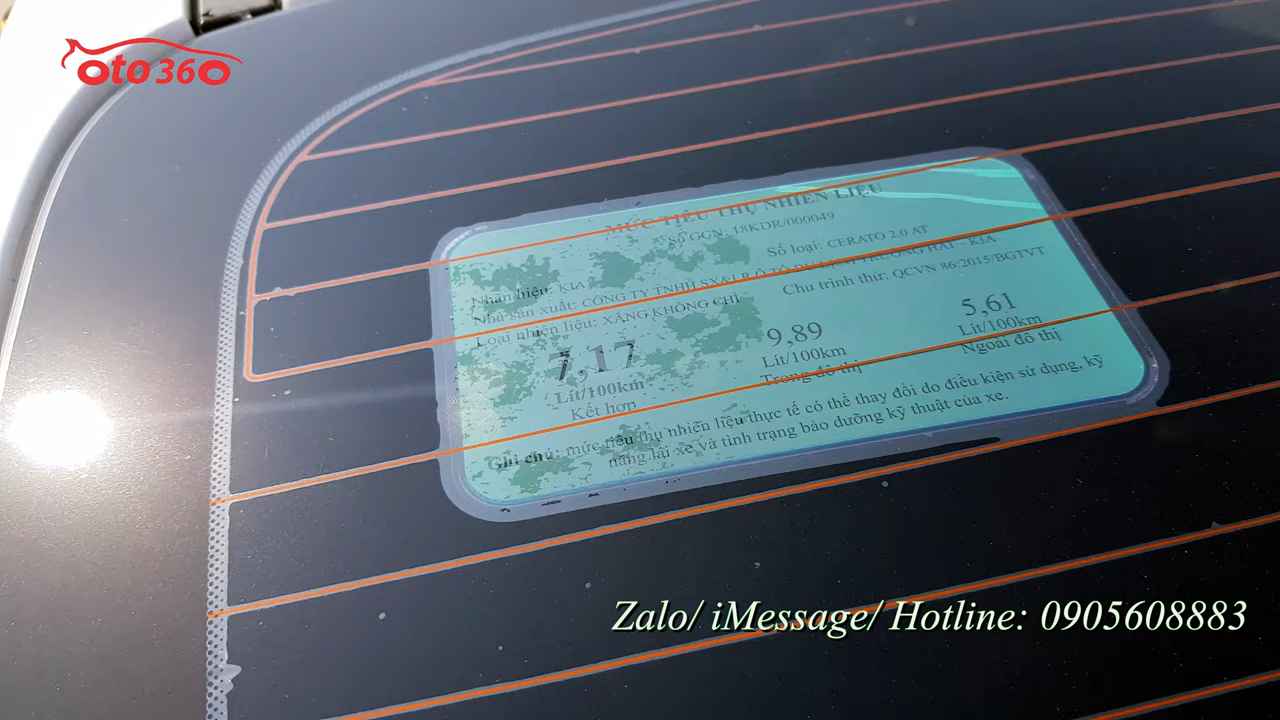 oto360
MỨC TIÊU THỤ NHIÊN LIỆU
Số GCN: 18KDR/000049
Nhãn hiệu: KIA Số loại: CERATO 2.0 AT
Nhà sản xuất: CÔNG TY TNHH SX&LR Ô TÔ DU LỊCH TRƯỜNG HẢI - KIA
Loại nhiên liệu: XĂNG KHÔNG CHÌ Chu trình thử: QCVN 86:2015/BGTVT
7,17 9,89 5,61
Lít/100km Lít/100km Lít/100km
Kết hợp Trong đô thị Ngoài đô thị
Ghi chú: mức tiêu thụ nhiên liệu thực tế có thể thay đổi do điều kiện sử dụng, kỹ
năng lái xe và tình trạng bảo dưỡng kỹ thuật của xe.
Zalo/ iMessage/ Hotline: 0905608883